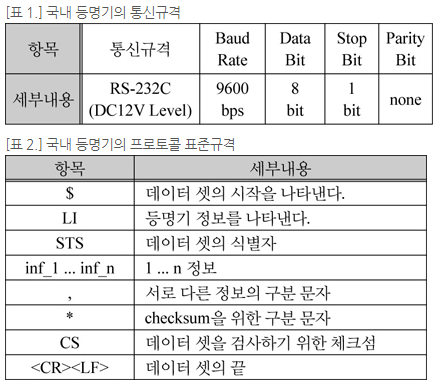 [표 1.] 국내 등명기의 통신규격
항목 통신규격 Baud Rate Data Bit Stop Bit Parity Bit
세부내용 RS-232C (DC12V Level) 9600 bps 8 bit 1 bit none
[표 2.] 국내 등명기의 프로토콜 표준규격
항목 세부내용
$ 데이터 셋의 시작을 나타낸다.
LI 등명기 정보를 나타낸다.
STS 데이터 셋의 식별자
inf_1 ... inf_n 1 ... n 정보
, 서로 다른 정보의 구분 문자
* checksum을 위한 구분 문자
CS 데이터 셋을 검사하기 위한 체크섬
<CR><LF> 데이터 셋의 끝